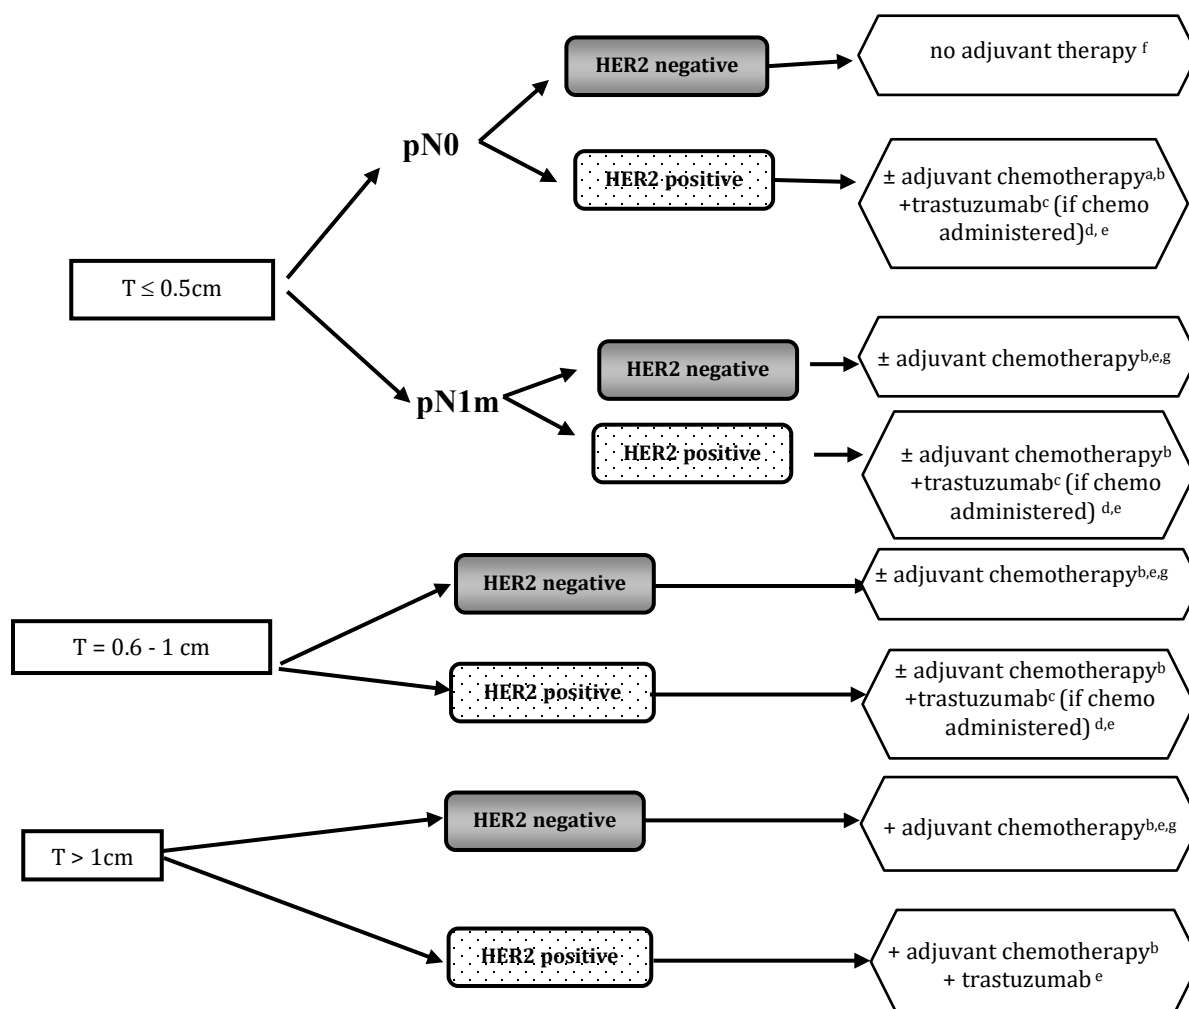 HER2 negative
no adjuvant therapy f
pN0
HER2 positive
± adjuvant chemotherapya,b
+trastuzumabc (if chemo
administered)d, e
T ≤ 0.5cm
HER2 negative
± adjuvant chemotherapyb,e,g
pN1m
HER2 positive
± adjuvant chemotherapyb
+trastuzumabc (if chemo
administered) d,e
HER2 negative
± adjuvant chemotherapyb,e,g
T = 0.6 - 1 cm
HER2 positive
± adjuvant chemotherapyb
+trastuzumabc (if chemo
administered) d,e
HER2 negative
+ adjuvant chemotherapyb,e,g
T > 1cm
HER2 positive
+ adjuvant chemotherapyb
+ trastuzumab e